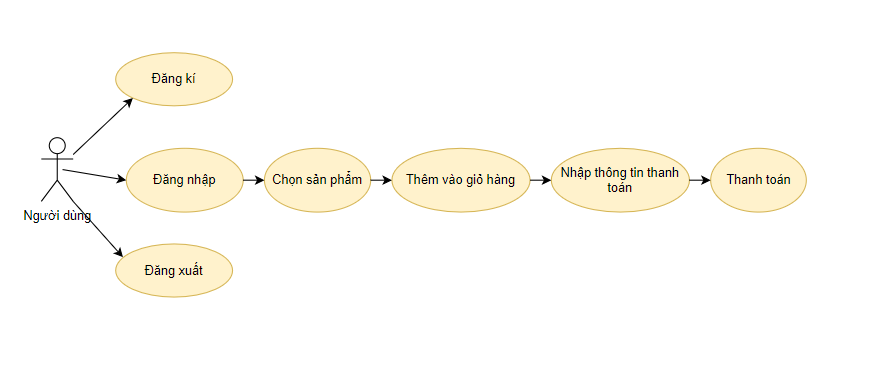 Đăng kí
Đăng nhập
Chọn sản phẩm
Thêm vào giỏ hàng
Nhập thông tin thanh
toán
Thanh toán
Người dùng
Đăng xuất